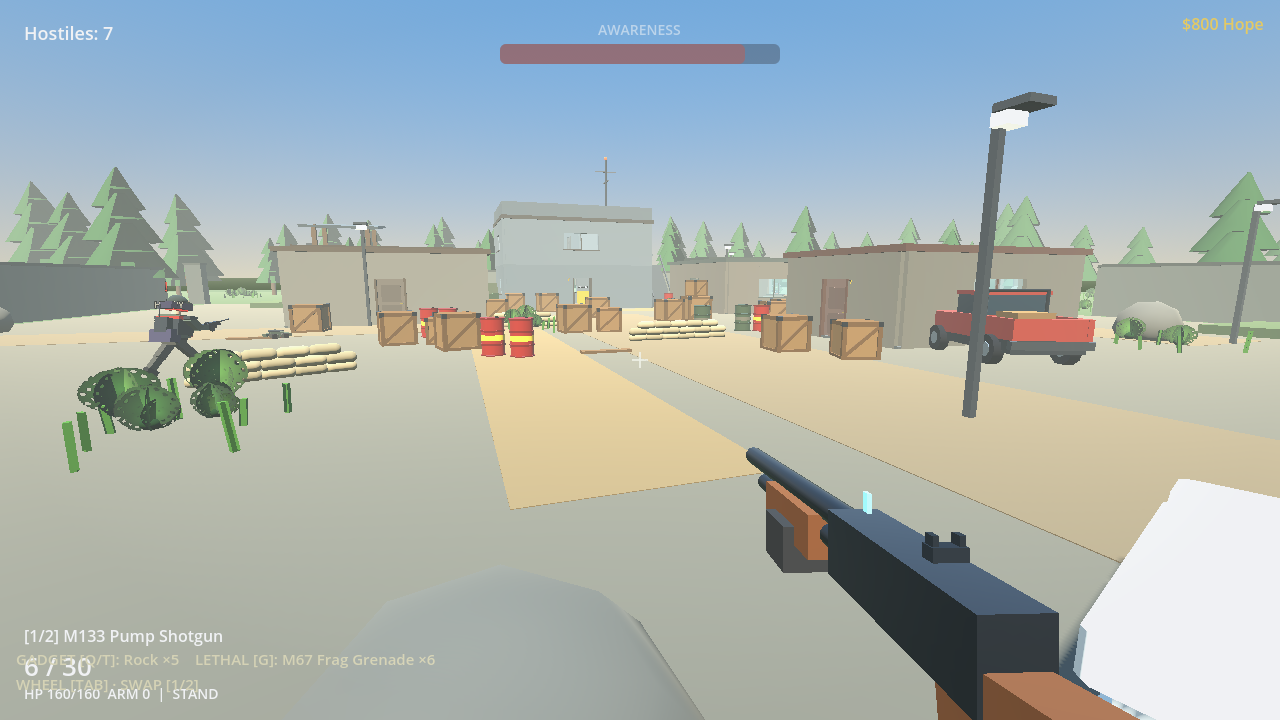 Hostiles: 7
AWARENESS
$800 Hope
[1/2] M133 Pump Shotgun
GADGET [Q/T]: Rock ×5 LETHAL [G]: M67 Frag Grenade ×6
6 / 30
WHEEL [TAB] · SWAP [1/2]
HP 160/160 ARM 0 | STAND